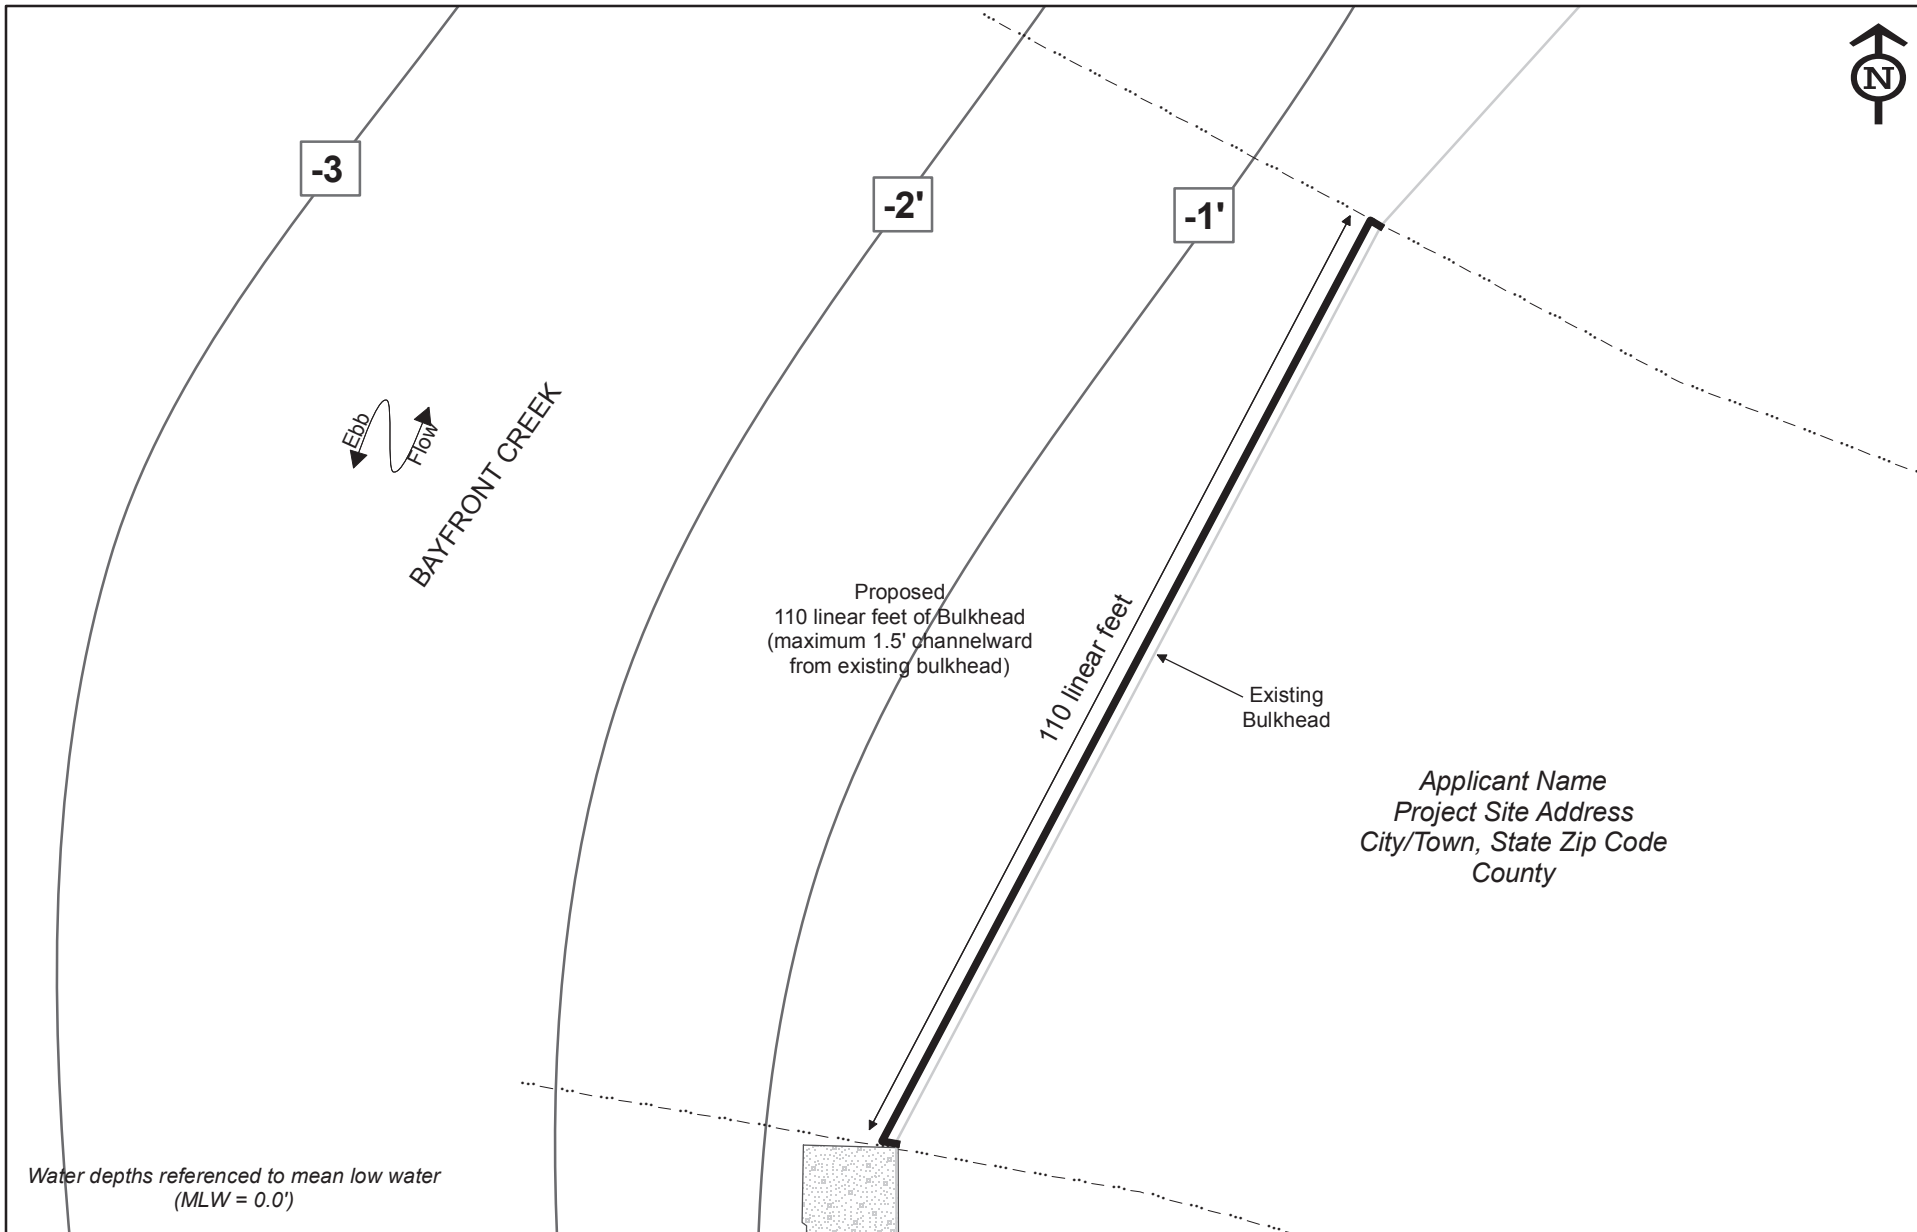 N
-3
-2'
-1'
Ebb
Flow
BAYFRONT CREEK
Proposed
110 linear feet of Bulkhead
(maximum 1.5' channelward
from existing bulkhead)
110 linear feet
Existing
Bulkhead
Applicant Name
Project Site Address
City/Town, State Zip Code
County
Water depths referenced to mean low water
(MLW = 0.0')